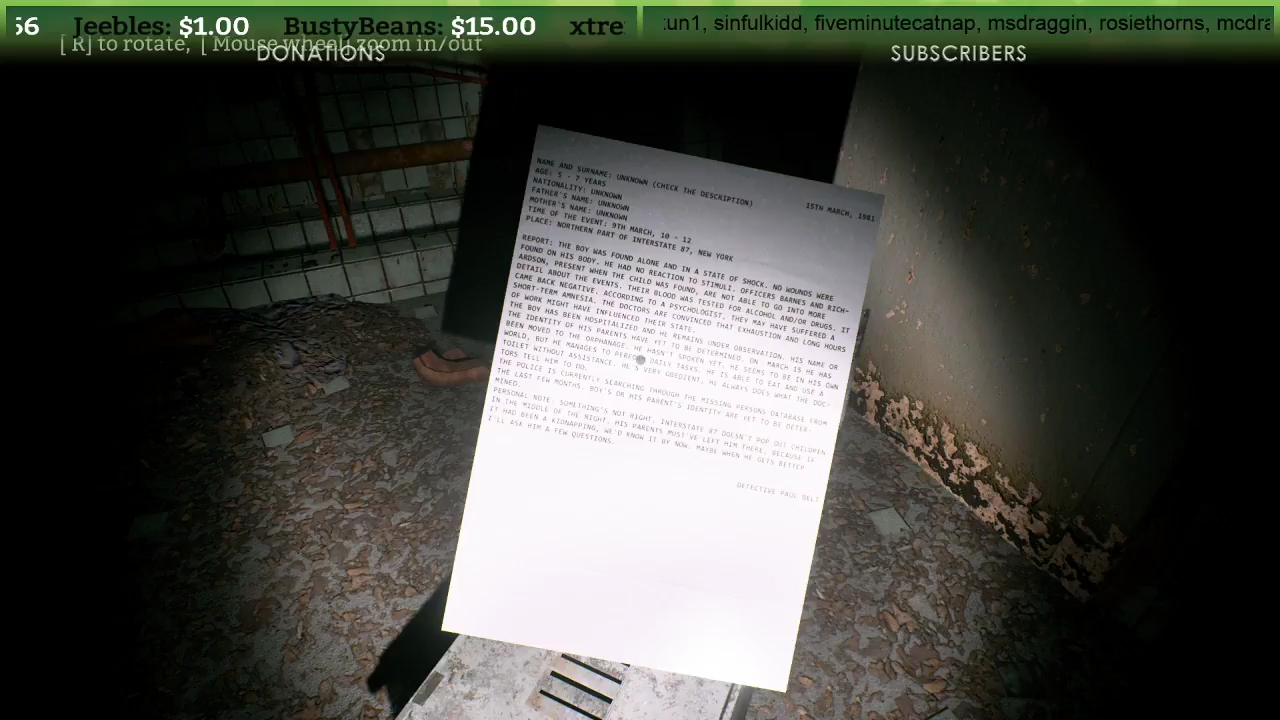 56 Jeebles: $1.00 BustyBeans: $15.00 xtre
un1, sinfulkidd, fiveminutecatnap, msdraggin, rosiethorns, mcdra
[ R] to rotate, [ Mouse wheel] zoom in/out
DONATIONS
SUBSCRIBERS
NAME AND SURNAME: UNKNOWN (CHECK THE DESCRIPTION)
15TH MARCH, 1981
AGE: 5 - 7 YEARS
NATIONALITY: UNKNOWN
FATHER'S NAME: UNKNOWN
MOTHER'S NAME: UNKNOWN
TIME OF THE EVENT: 9TH MARCH, 10 - 12
PLACE: NORTHERN PART OF INTERSTATE 87, NEW YORK
REPORT: THE BOY WAS FOUND ALONE AND IN A STATE OF SHOCK. NO WOUNDS WERE
FOUND ON HIS BODY. HE HAD NO REACTION TO STIMULI. OFFICERS BARNES AND RICH-
ARDSON, PRESENT WHEN THE CHILD WAS FOUND, ARE NOT ABLE TO GO INTO MORE
DETAIL ABOUT THE EVENTS. THEIR BLOOD WAS TESTED FOR ALCOHOL AND/OR DRUGS. IT
CAME BACK NEGATIVE. ACCORDING TO A PSYCHOLOGIST, THEY MAY HAVE SUFFERED A
SHORT-TERM AMNESIA. THE DOCTORS ARE CONVINCED THAT EXHAUSTION AND LONG HOURS
OF WORK MIGHT HAVE INFLUENCED THEIR STATE.
THE BOY HAS BEEN HOSPITALIZED AND HE REMAINS UNDER OBSERVATION. HIS NAME OR
THE IDENTITY OF HIS PARENTS HAVE YET TO BE DETERMINED. ON MARCH 15 HE HAS
BEEN MOVED TO THE ORPHANAGE. HE HASN'T SPOKEN YET. HE SEEMS TO BE IN HIS OWN
WORLD, BUT HE MANAGES TO PERFORM DAILY TASKS. HE IS ABLE TO EAT AND USE A
TOILET WITHOUT ASSISTANCE. HE'S VERY OBEDIENT, HE ALWAYS DOES WHAT THE DOC-
TORS TELL HIM TO DO.
THE POLICE IS CURRENTLY SEARCHING THROUGH THE MISSING PERSONS DATABASE FROM
THE LAST FEW MONTHS. BOY'S OR HIS PARENT'S IDENTITY ARE YET TO BE DETER-
MINED.
PERSONAL NOTE: SOMETHING'S NOT RIGHT. INTERSTATE 87 DOESN'T POP OUT CHILDREN
IN THE MIDDLE OF THE NIGHT. HIS PARENTS MUST'VE LEFT HIM THERE, BECAUSE IF
IT HAD BEEN A KIDNAPPING, WE'D KNOW IT BY NOW. MAYBE WHEN HE GETS BETTER
I'LL ASK HIM A FEW QUESTIONS.
DETECTIVE PAUL BELT